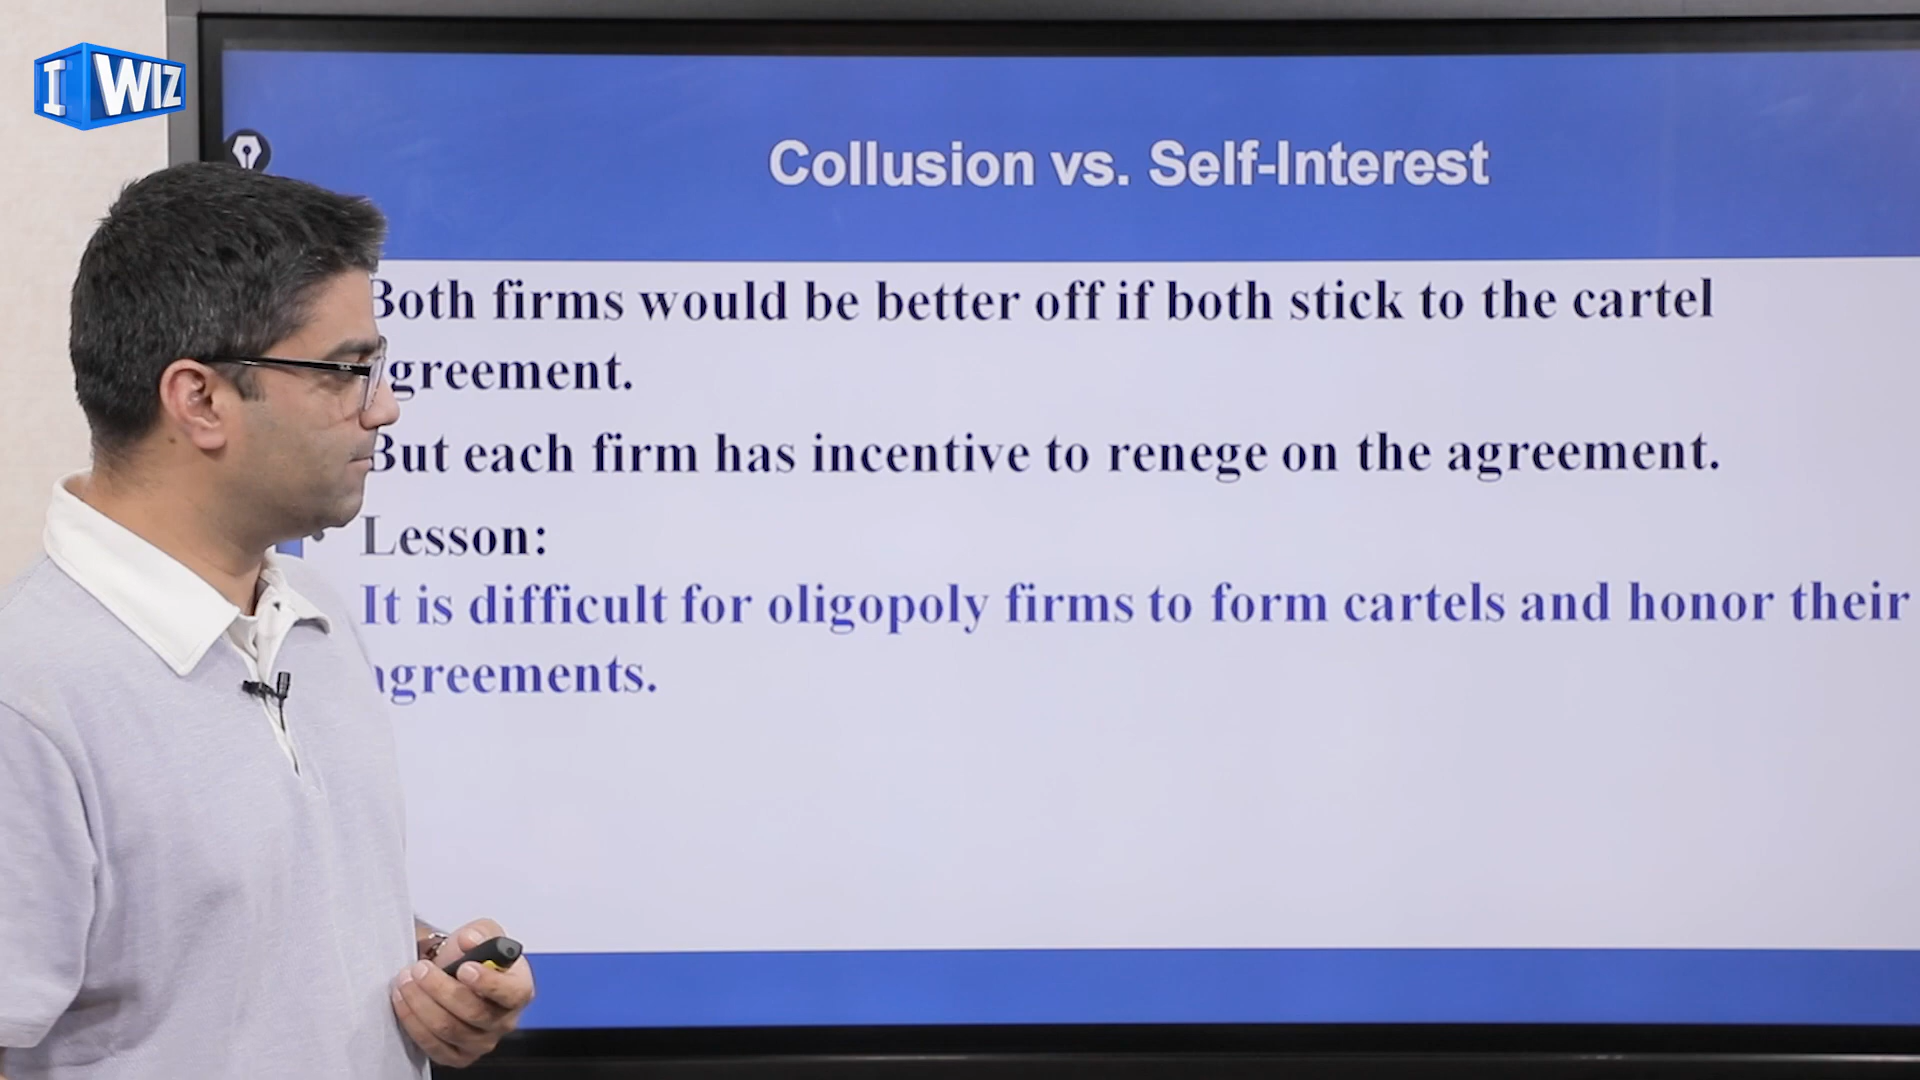 I WIZ
Collusion vs. Self-Interest
Both firms would be better off if both stick to the cartel
greement.
But each firm has incentive to renege on the agreement.
• Lesson:
It is difficult for oligopoly firms to form cartels and honor their
agreements.